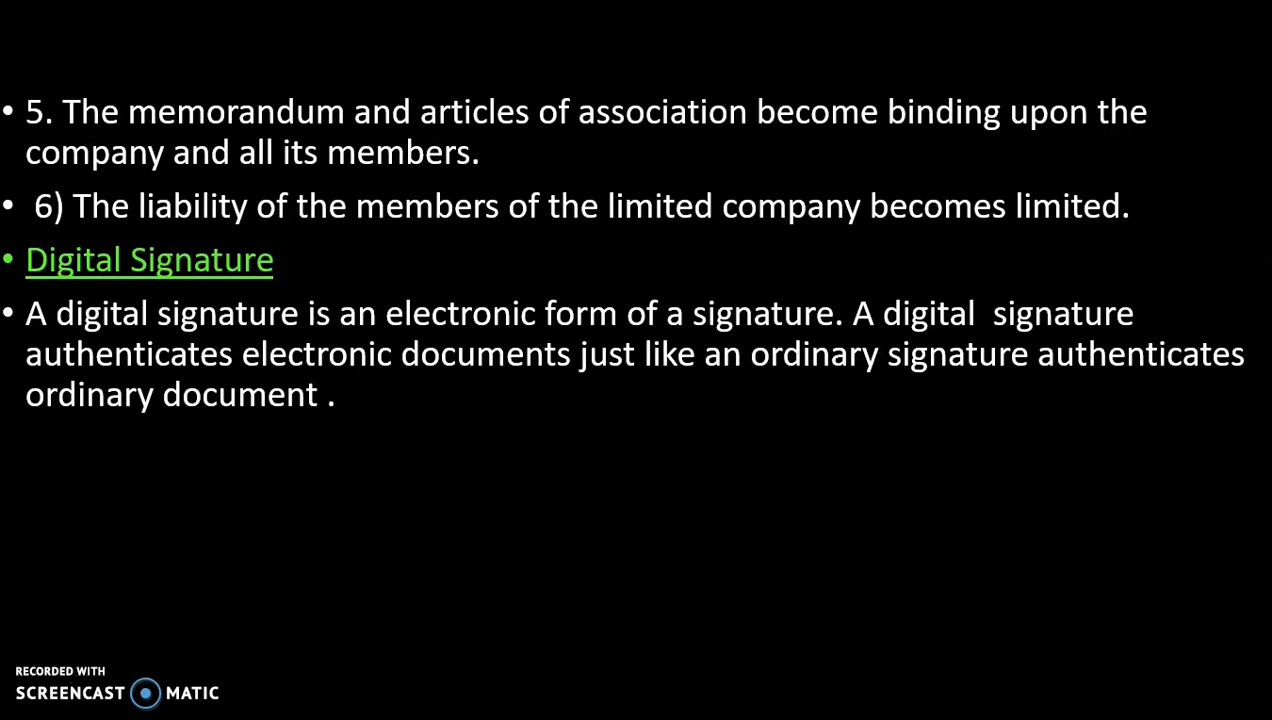 • 5. The memorandum and articles of association become binding upon the
company and all its members.
• 6) The liability of the members of the limited company becomes limited.
• Digital Signature
• A digital signature is an electronic form of a signature. A digital  signature
authenticates electronic documents just like an ordinary signature authenticates
ordinary document .
RECORDED WITH
SCREENCAST MATIC